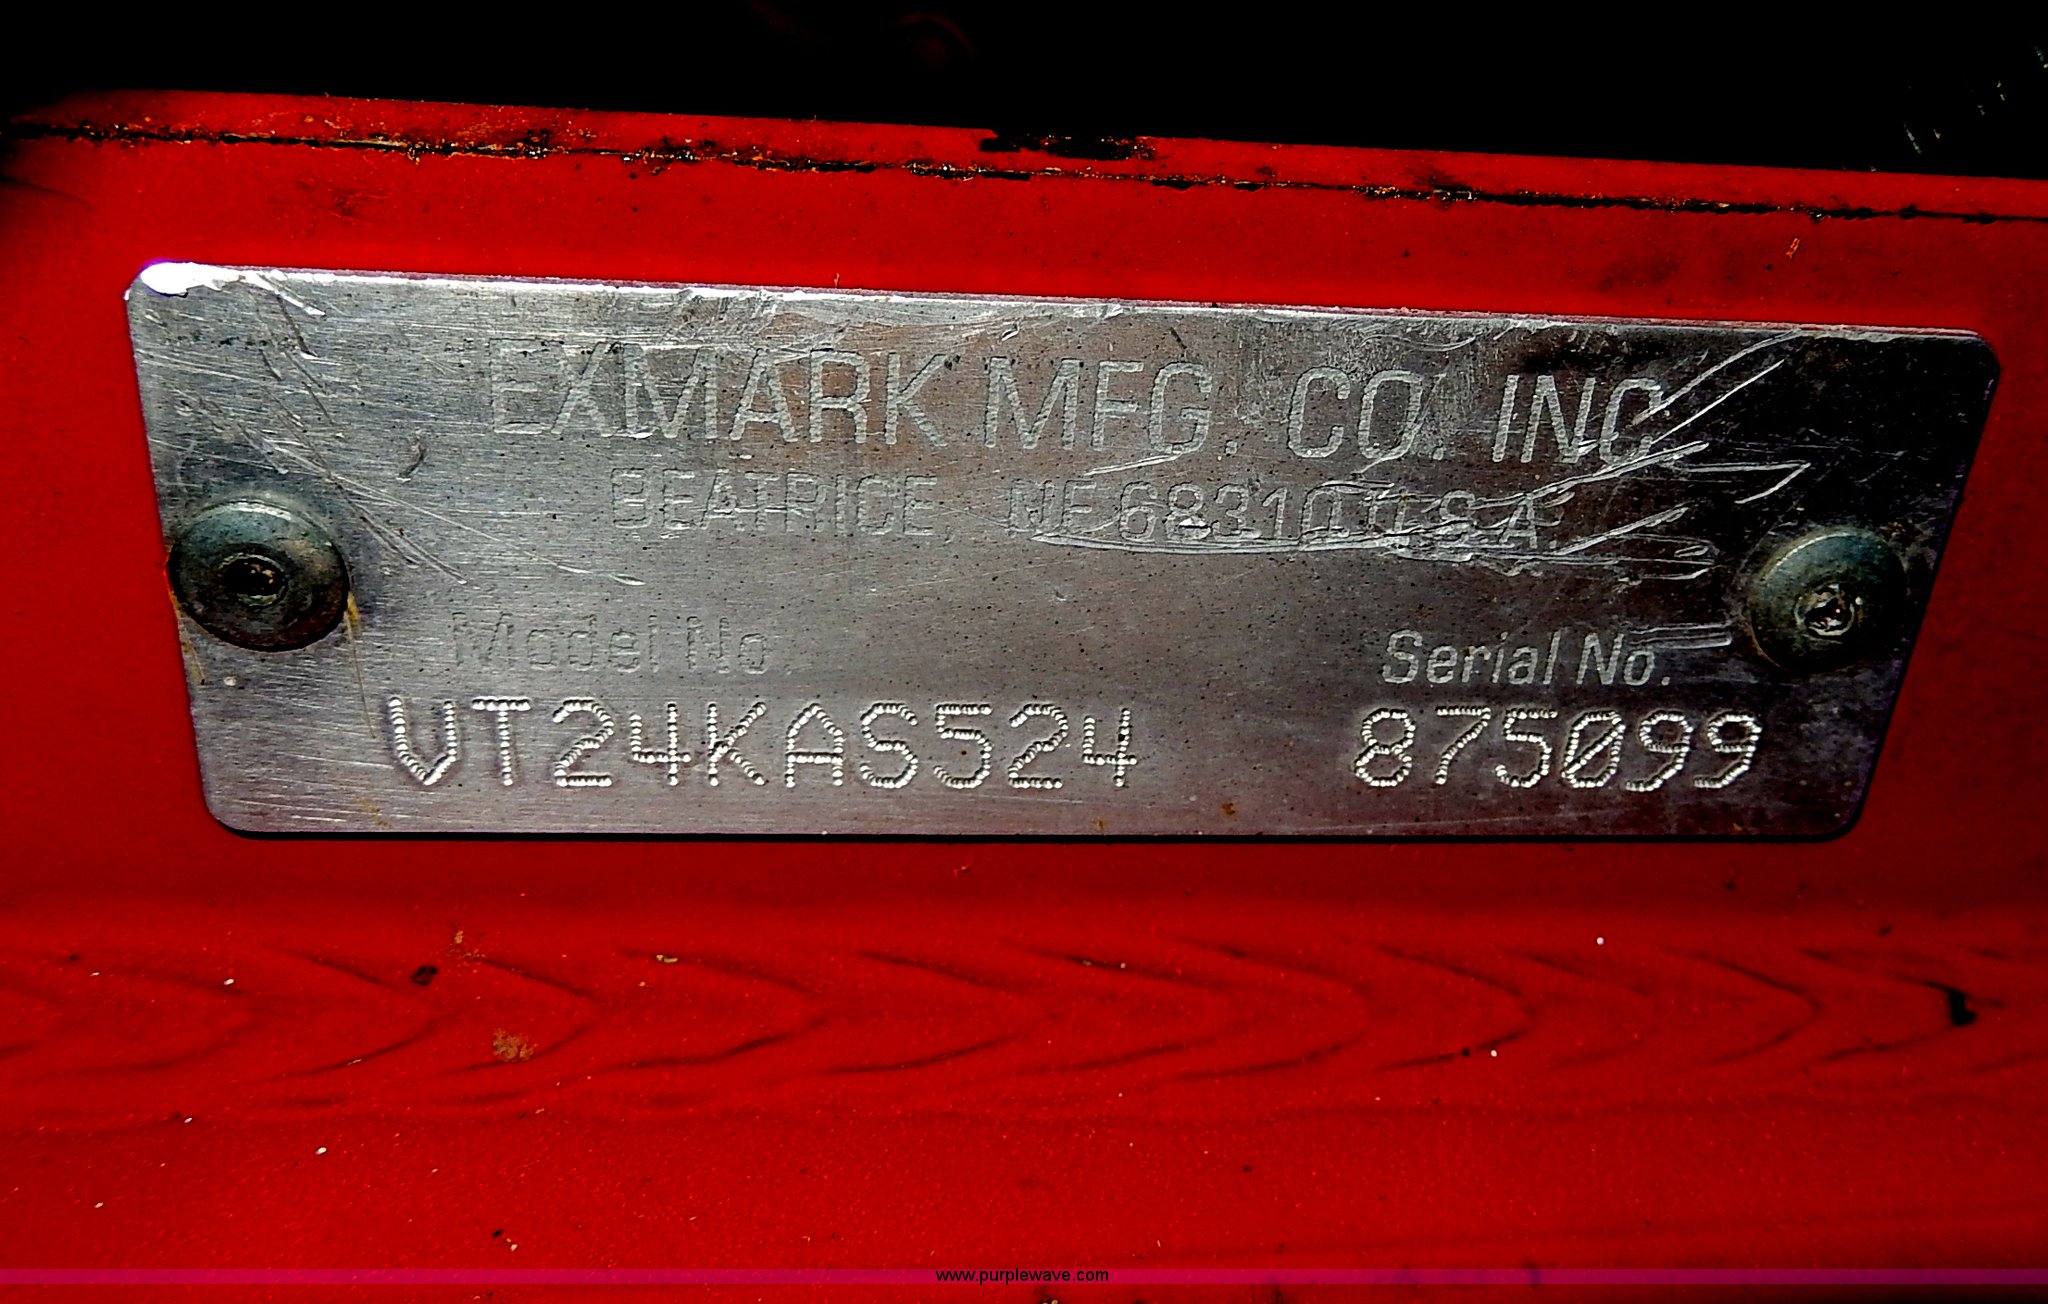 EXMARK MFG. CO. INC.
BEATRICE, NE 68310 U.S.A.
Model No.
Serial No.
VT24KAS524
875099
www.purplewave.com